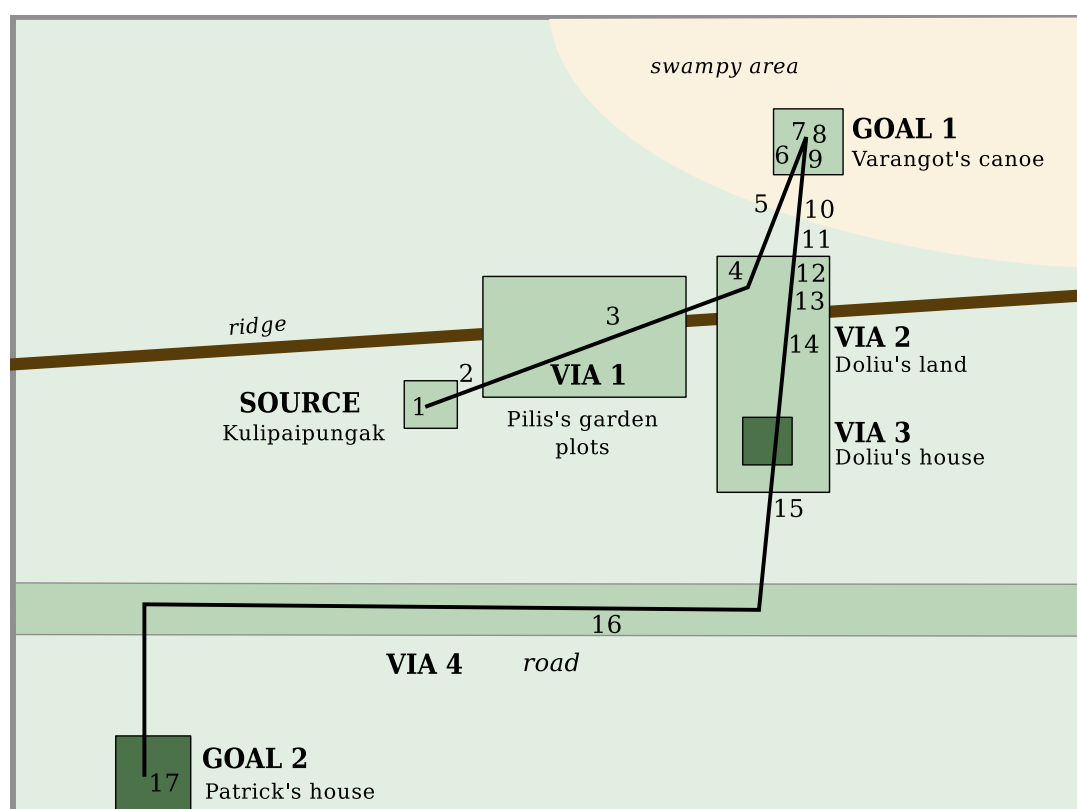 swampy area
7 8
GOAL 1
6 9
Varangot's canoe
5
10
11
4
12
13
3
ridge
VIA 2
14
Doliu's land
2
VIA 1
SOURCE
1
Kulipaipungak
Pilis's garden
plots
VIA 3
Doliu's house
15
16
VIA 4
road
GOAL 2
17
Patrick's house